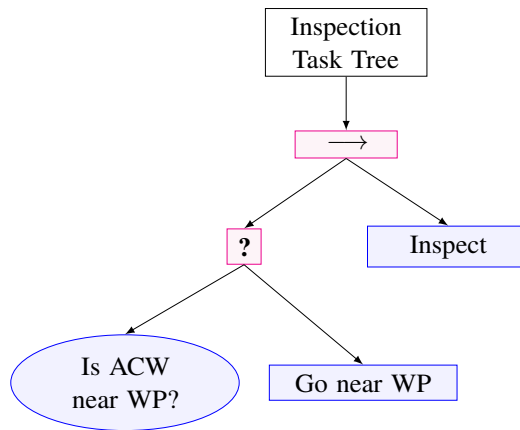 Inspection
Task Tree
⟶
?
Inspect
Is ACW
near WP?
Go near WP